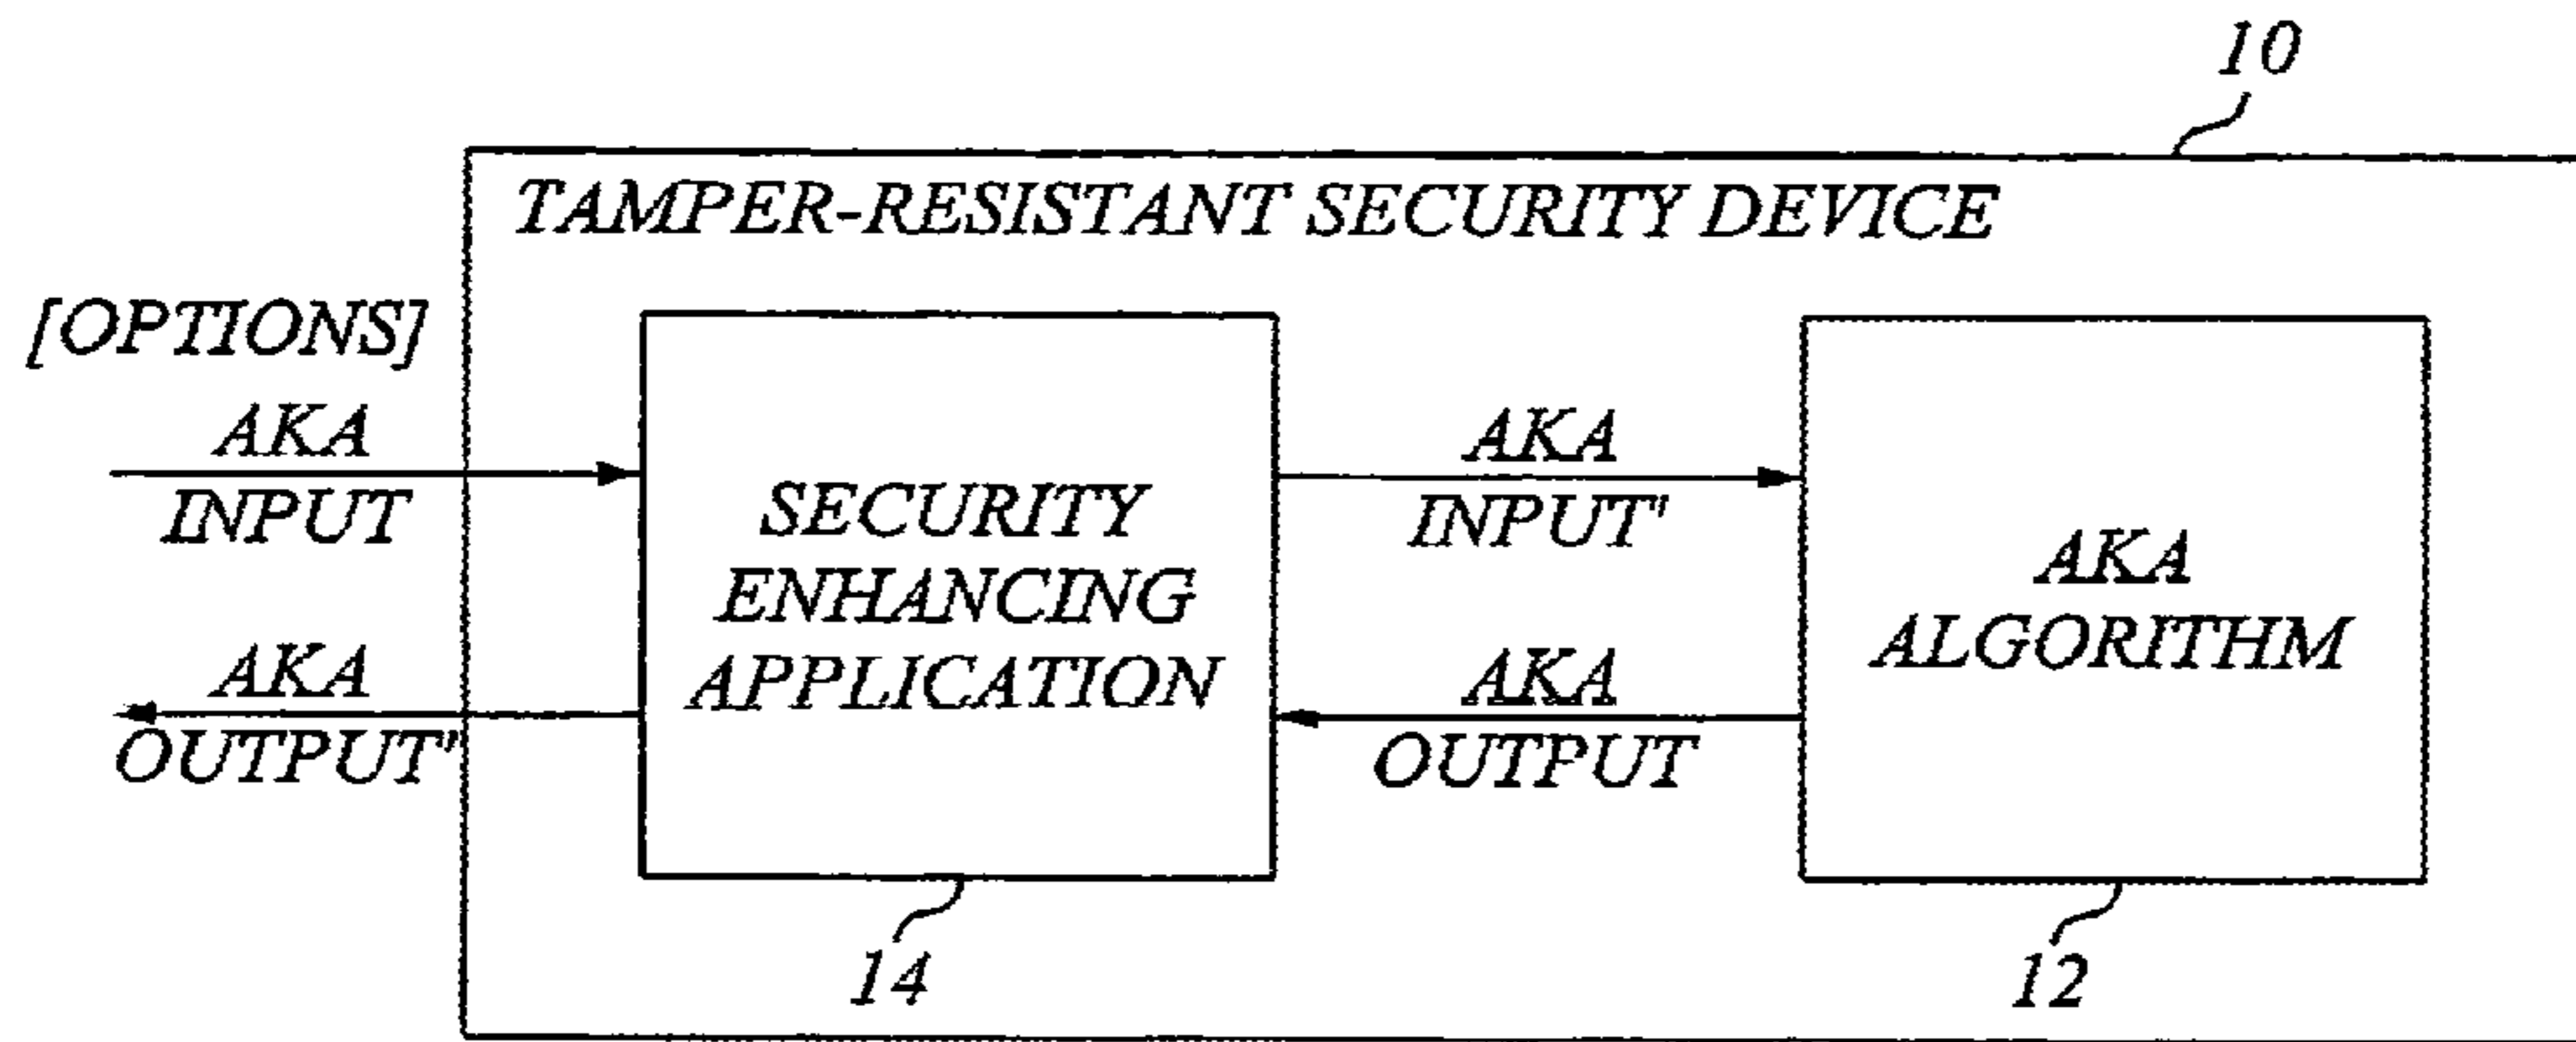 10
TAMPER-RESISTANT SECURITY DEVICE
[OPTIONS]
AKA
INPUT
AKA
OUTPUT'
SECURITY
ENHANCING
APPLICATION
AKA
INPUT'
AKA
OUTPUT
AKA
ALGORITHM
14
12